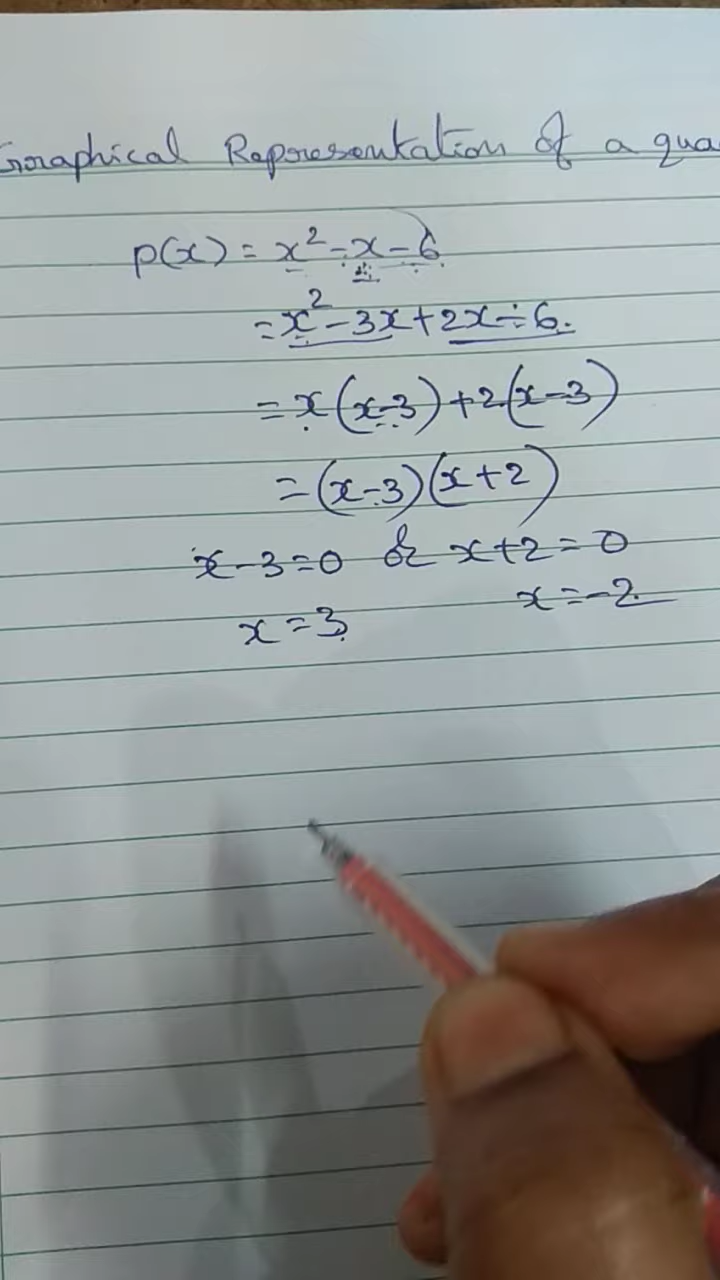 Graphical Representation of a qua
p(x) = x² - x - 6
= x² - 3x + 2x - 6.
= x(x-3)+2(x-3)
= (x-3)(x+2)
x-3=0 & x+2=0
x=3 x=-2